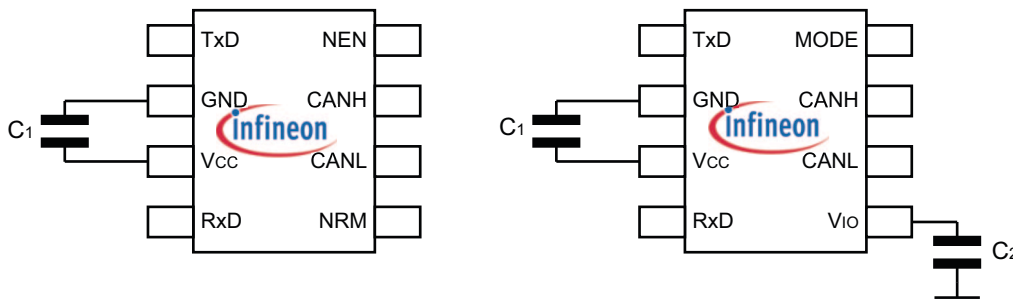 TxD NEN
GND CANH
C1
infineon
VCC CANL
RxD NRM
TxD MODE
GND CANH
C1
infineon
VCC CANL
RxD VIO
C2